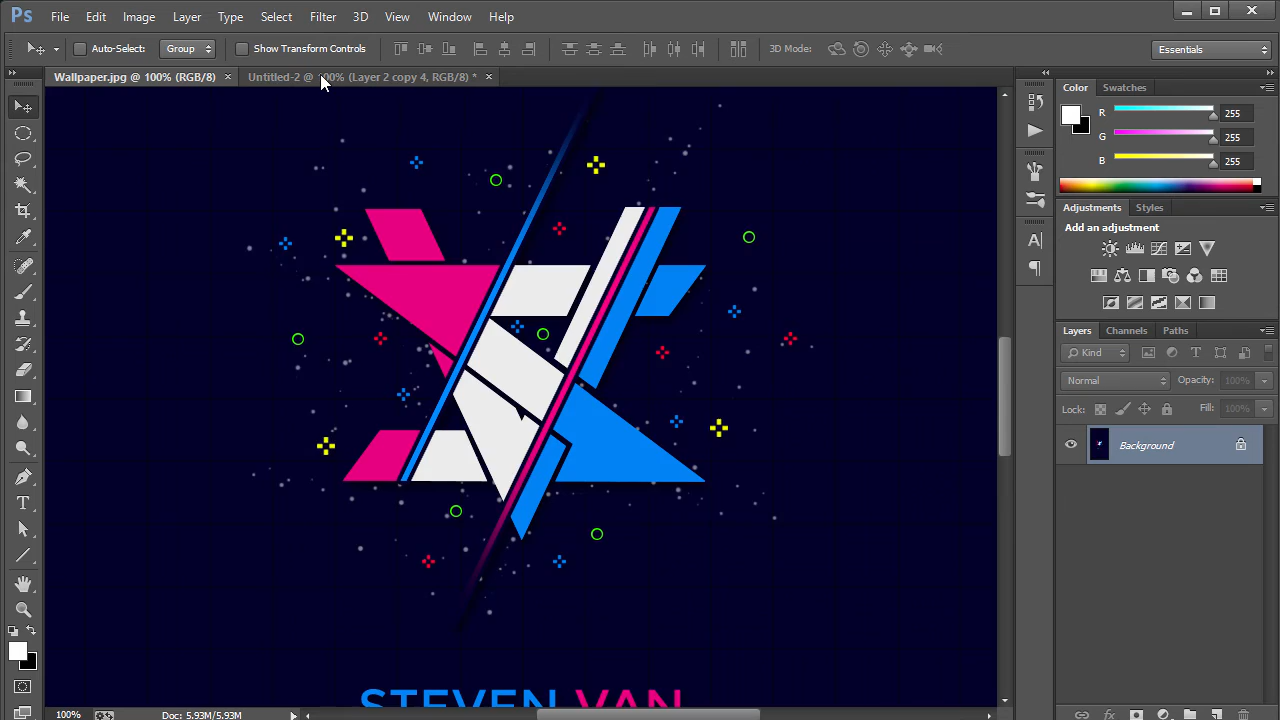 Ps File Edit Image Layer Type Select Filter 3D View Window Help
Auto-Select: Group Show Transform Controls 3D Mode: Essentials
Wallpaper.jpg @ 100% (RGB/8) × Untitled-2 @ 100% (Layer 2 copy 4, RGB/8) * ×
Color Swatches
R 255
G 255
B 255
Adjustments Styles
Add an adjustment
Layers Channels Paths
Kind
Normal Opacity: 100%
Lock: Fill: 100%
Background
STEVEN VAN
100% Doc: 5.93M/5.93M